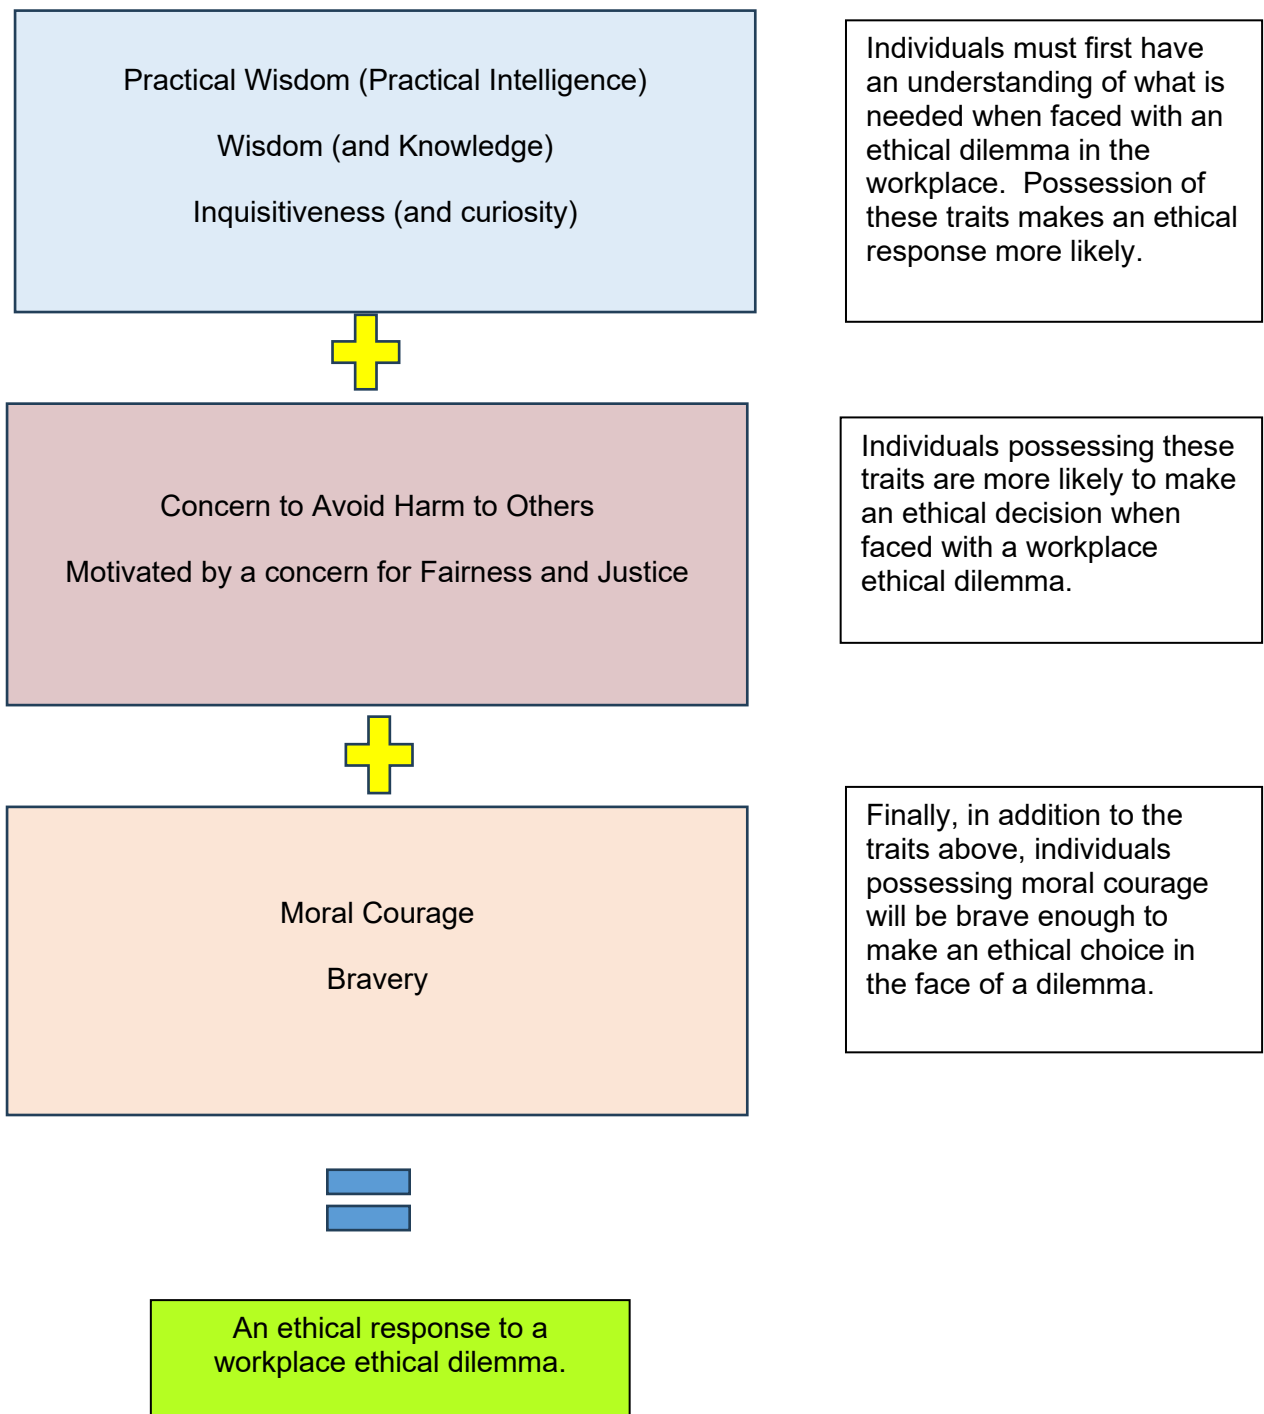 Practical Wisdom (Practical Intelligence)
Wisdom (and Knowledge)
Inquisitiveness (and curiosity)
Individuals must first have
an understanding of what is
needed when faced with an
ethical dilemma in the
workplace.  Possession of
these traits makes an ethical
response more likely.
Concern to Avoid Harm to Others
Motivated by a concern for Fairness and Justice
Individuals possessing these
traits are more likely to make
an ethical decision when
faced with a workplace
ethical dilemma.
Moral Courage
Bravery
Finally, in addition to the
traits above, individuals
possessing moral courage
will be brave enough to
make an ethical choice in
the face of a dilemma.
An ethical response to a
workplace ethical dilemma.